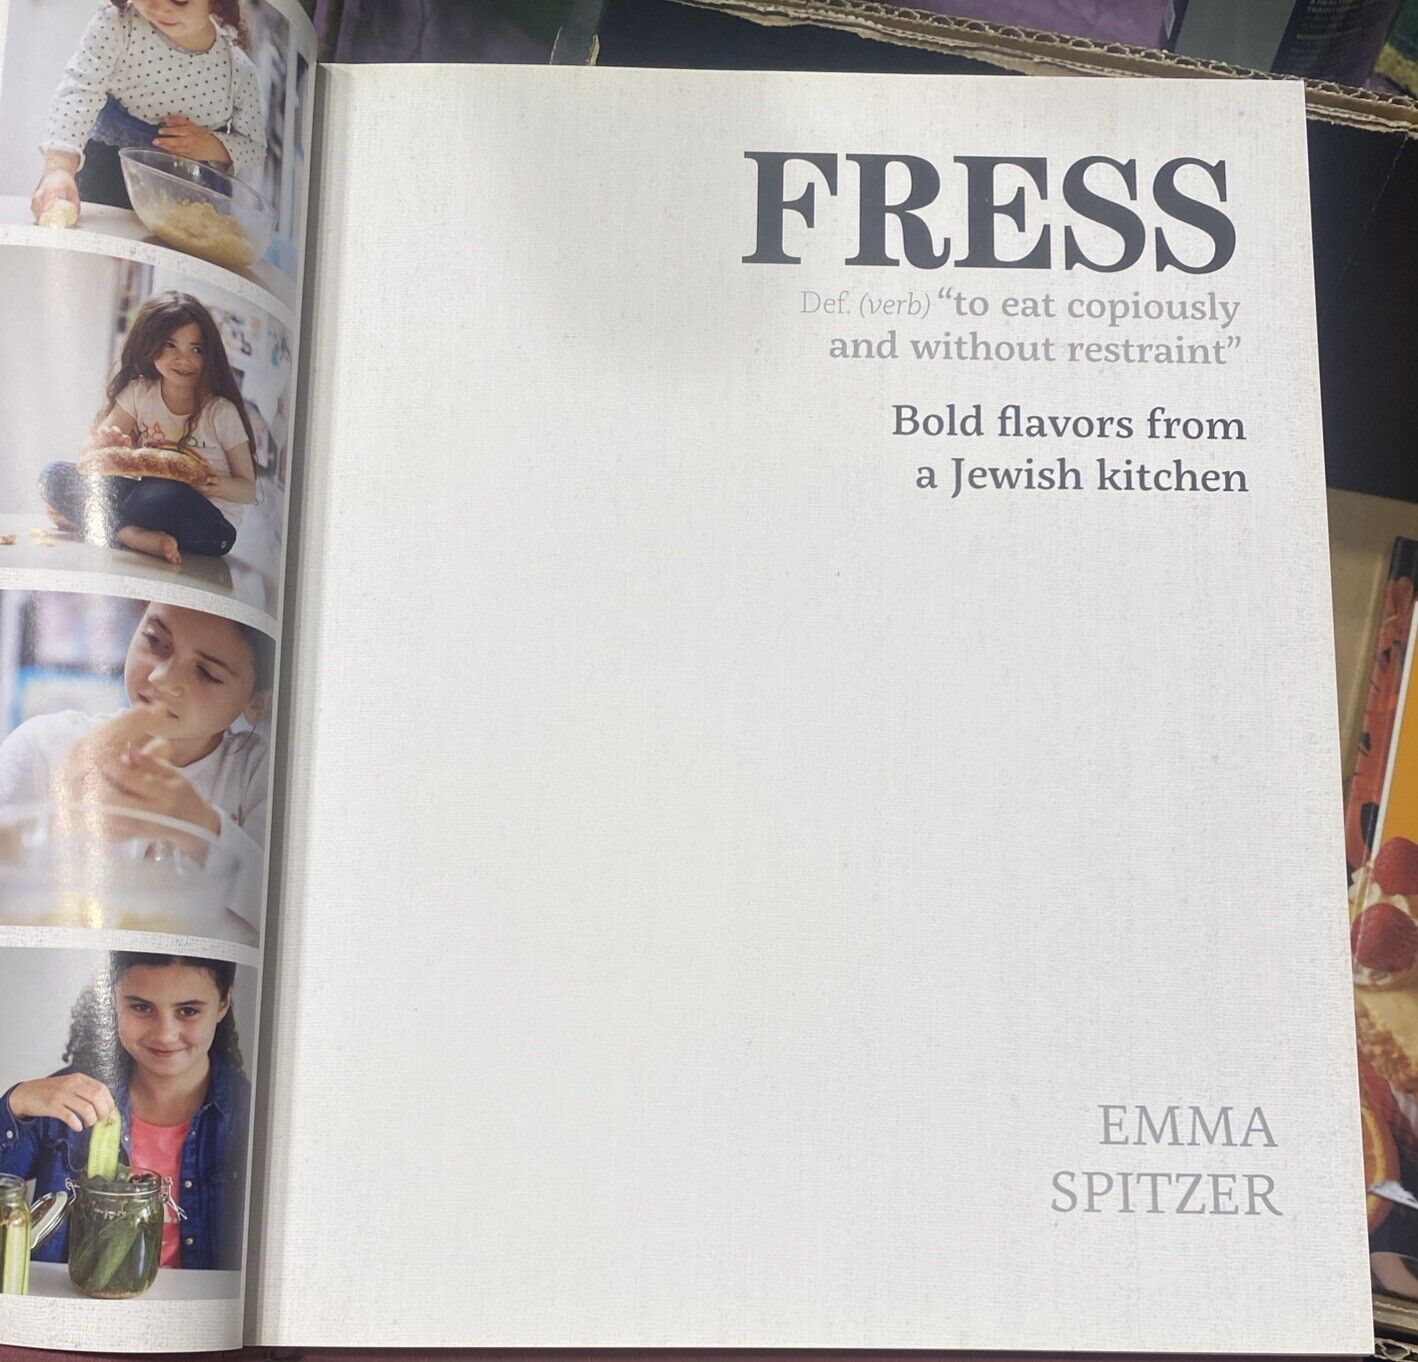 FRESS
Def. (verb) “to eat copiously
and without restraint”
Bold flavors from
a Jewish kitchen
EMMA
SPITZER